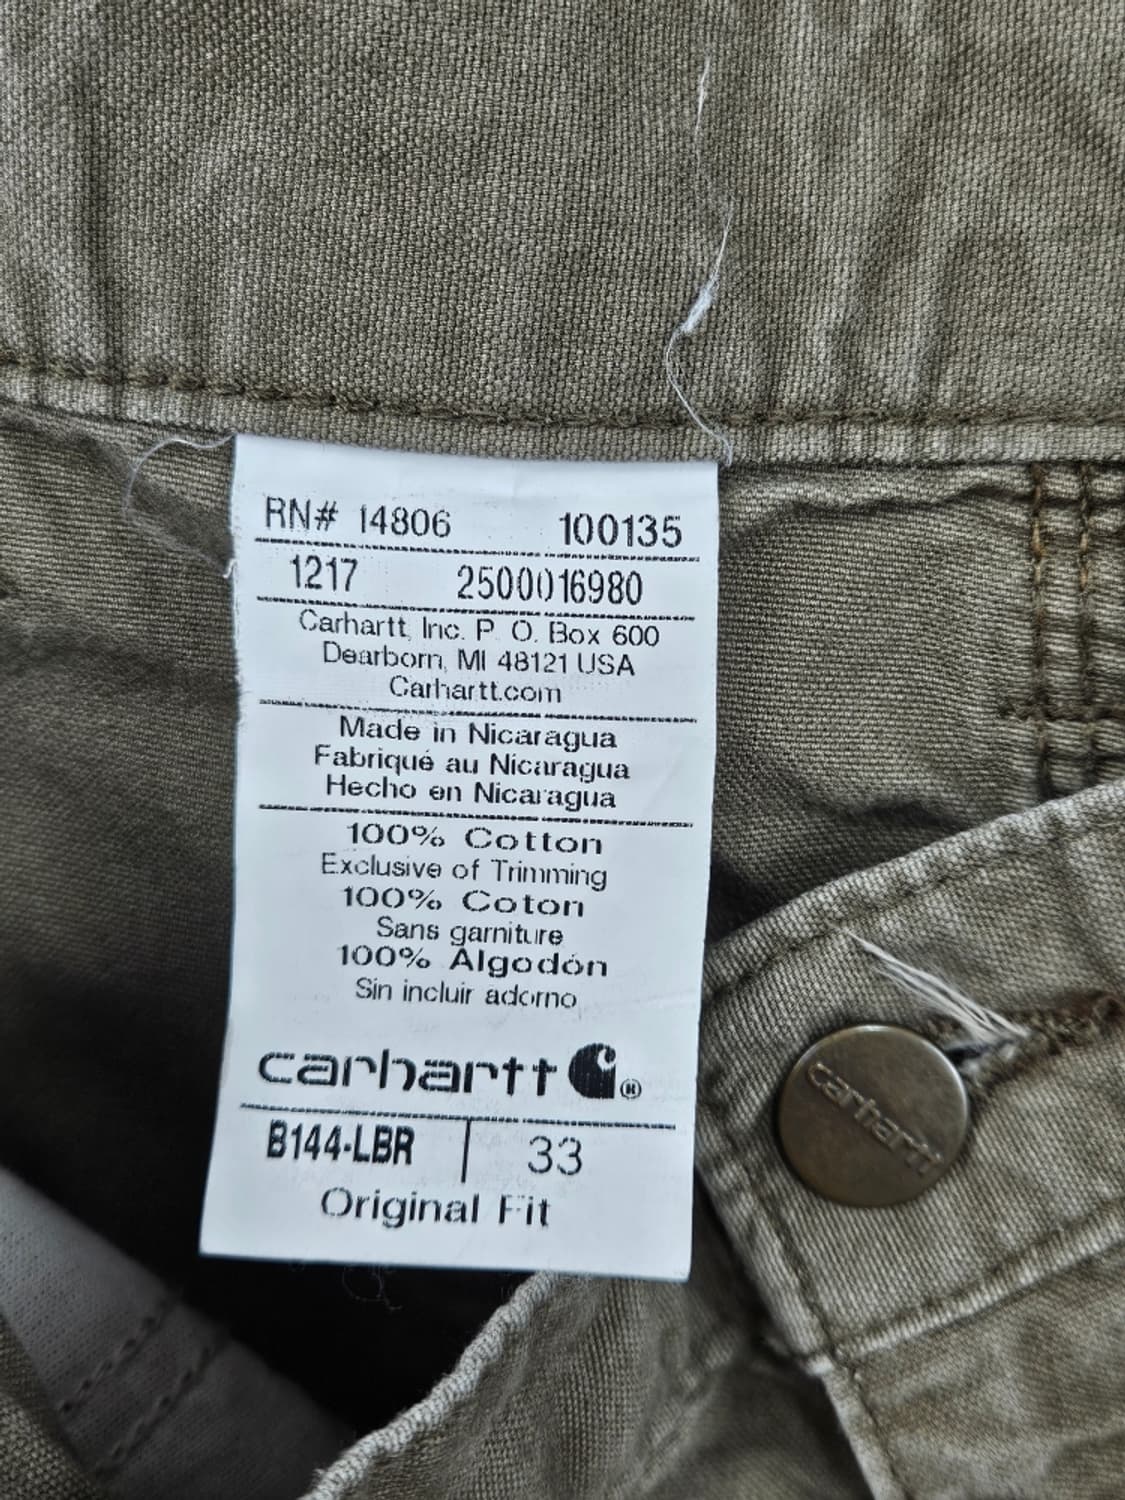 RN# 14806 100135
1217 2500016980
Carhartt, Inc. P. O. Box 600
Dearborn, MI 48121 USA
Carhartt.com
Made in Nicaragua
Fabriqué au Nicaragua
Hecho en Nicaragua
100% Cotton
Exclusive of Trimming
100% Coton
Sans garniture
100% Algodón
Sin incluir adorno
carhartt ®
B144-LBR | 33
Original Fit
carhartt